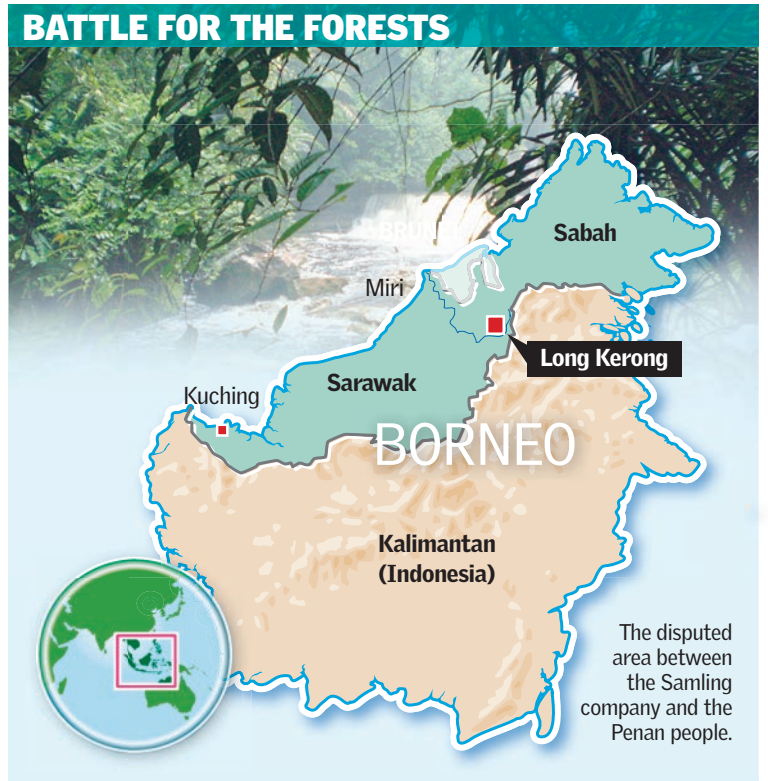 BATTLE FOR THE FORESTS
BRUNEI
Sabah
Miri
Long Kerong
Sarawak
Kuching
BORNEO
Kalimantan
(Indonesia)
The disputed
area between
the Samling
company and the
Penan people.